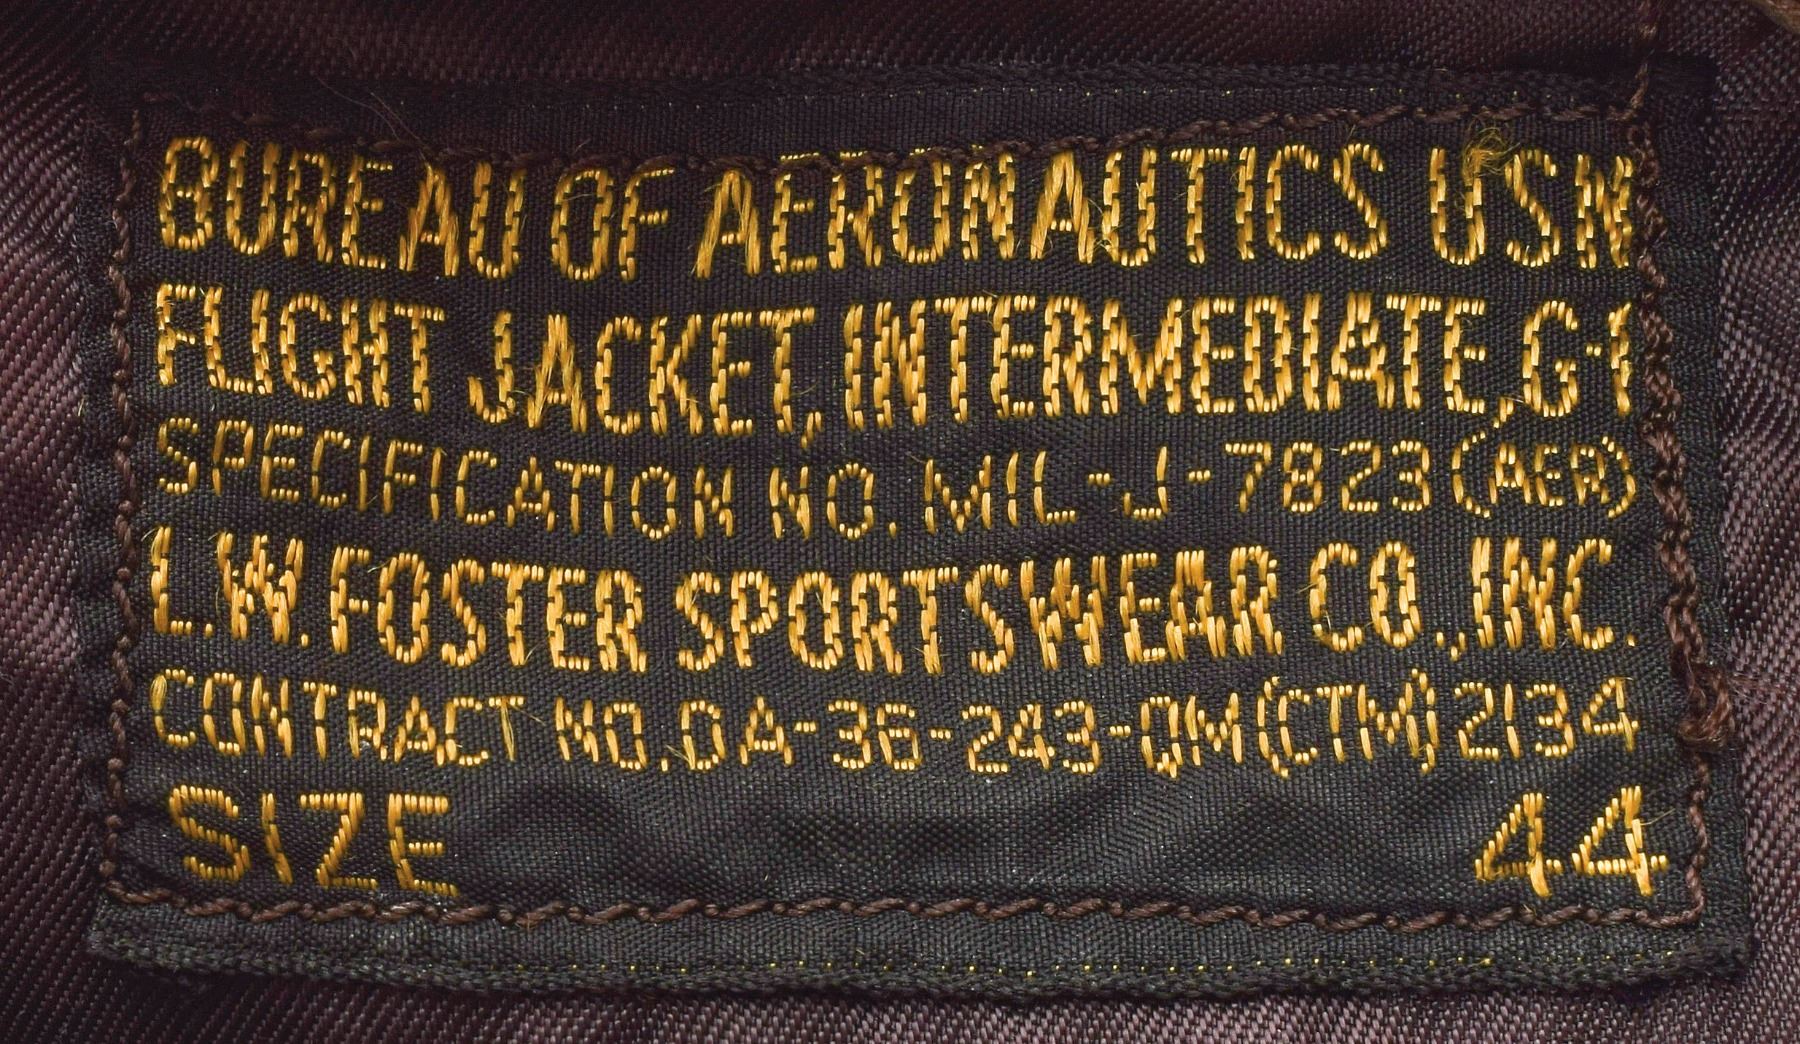 BUREAU OF AERONAUTICS USN
FLIGHT JACKET, INTERMEDIATE, G-1
SPECIFICATION NO. MIL-J-7823 (AER)
L.W. FOSTER SPORTSWEAR CO., INC.
CONTRACT NO. DA-36-243-QM(CTM) 2134
SIZE 44